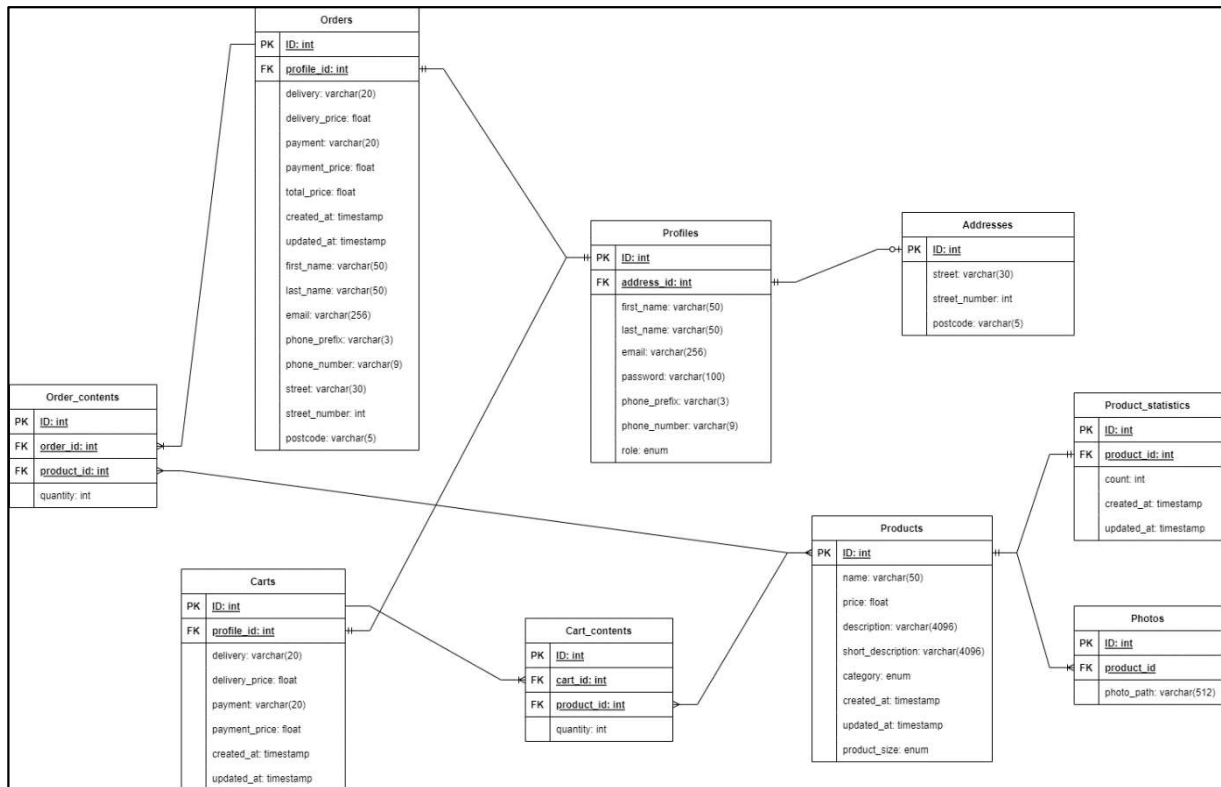 Orders
PK ID: int
FK profile_id: int
delivery: varchar(20)
delivery_price: float
payment: varchar(20)
payment_price: float
total_price: float
created_at: timestamp
updated_at: timestamp
first_name: varchar(50)
last_name: varchar(50)
email: varchar(256)
phone_prefix: varchar(3)
phone_number: varchar(9)
street: varchar(30)
street_number: int
postcode: varchar(5)
Profiles
PK ID: int
FK address_id: int
first_name: varchar(50)
last_name: varchar(50)
email: varchar(256)
password: varchar(100)
phone_prefix: varchar(3)
phone_number: varchar(9)
role: enum
Addresses
PK ID: int
street: varchar(30)
street_number: int
postcode: varchar(5)
Order_contents
PK ID: int
FK order_id: int
FK product_id: int
quantity: int
Product_statistics
PK ID: int
FK product_id: int
count: int
created_at: timestamp
updated_at: timestamp
Products
PK ID: int
name: varchar(50)
price: float
description: varchar(4096)
short_description: varchar(4096)
category: enum
created_at: timestamp
updated_at: timestamp
product_size: enum
Carts
PK ID: int
FK profile_id: int
delivery: varchar(20)
delivery_price: float
payment: varchar(20)
payment_price: float
created_at: timestamp
updated_at: timestamp
Cart_contents
PK ID: int
FK cart_id: int
FK product_id: int
quantity: int
Photos
PK ID: int
FK product_id
photo_path: varchar(512)